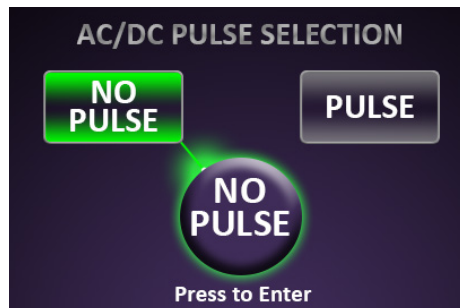 AC/DC PULSE SELECTION
NO
PULSE
PULSE
NO
PULSE
Press to Enter